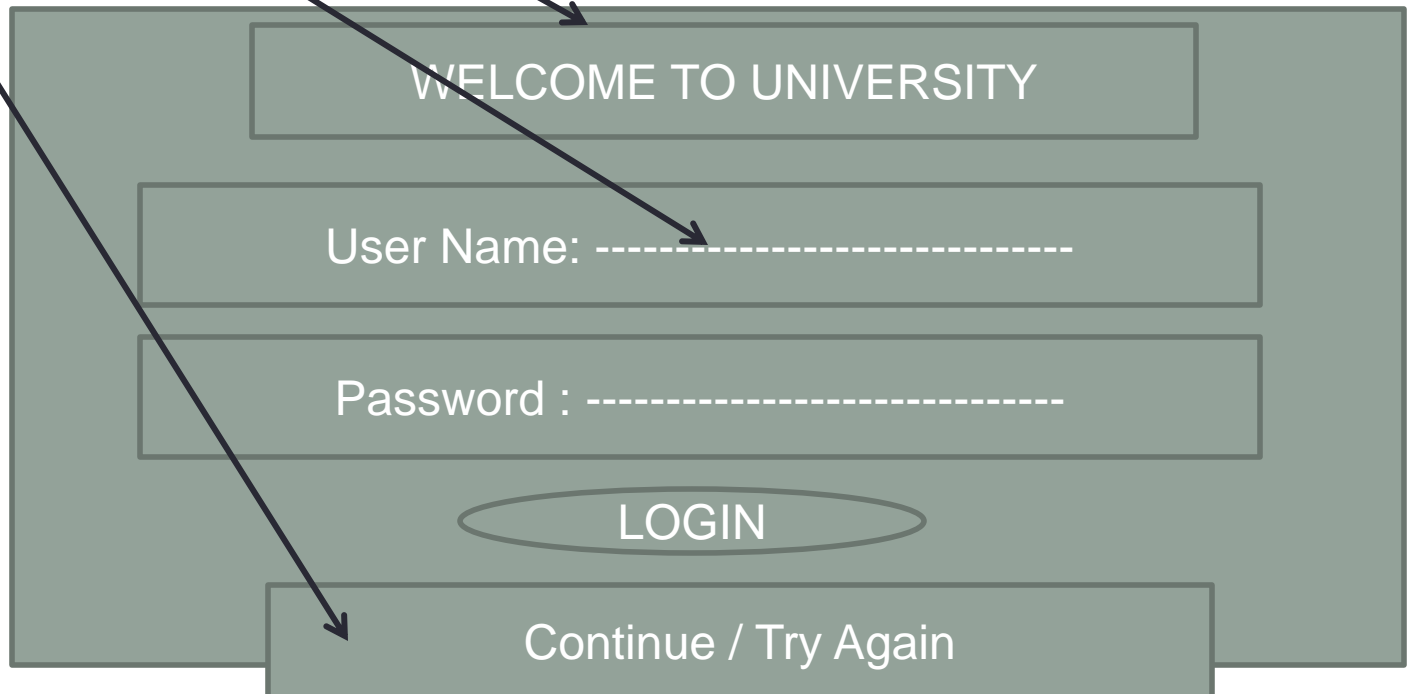 WELCOME TO UNIVERSITY
User Name: ------------------------------
Password : ------------------------------
LOGIN
Continue / Try Again